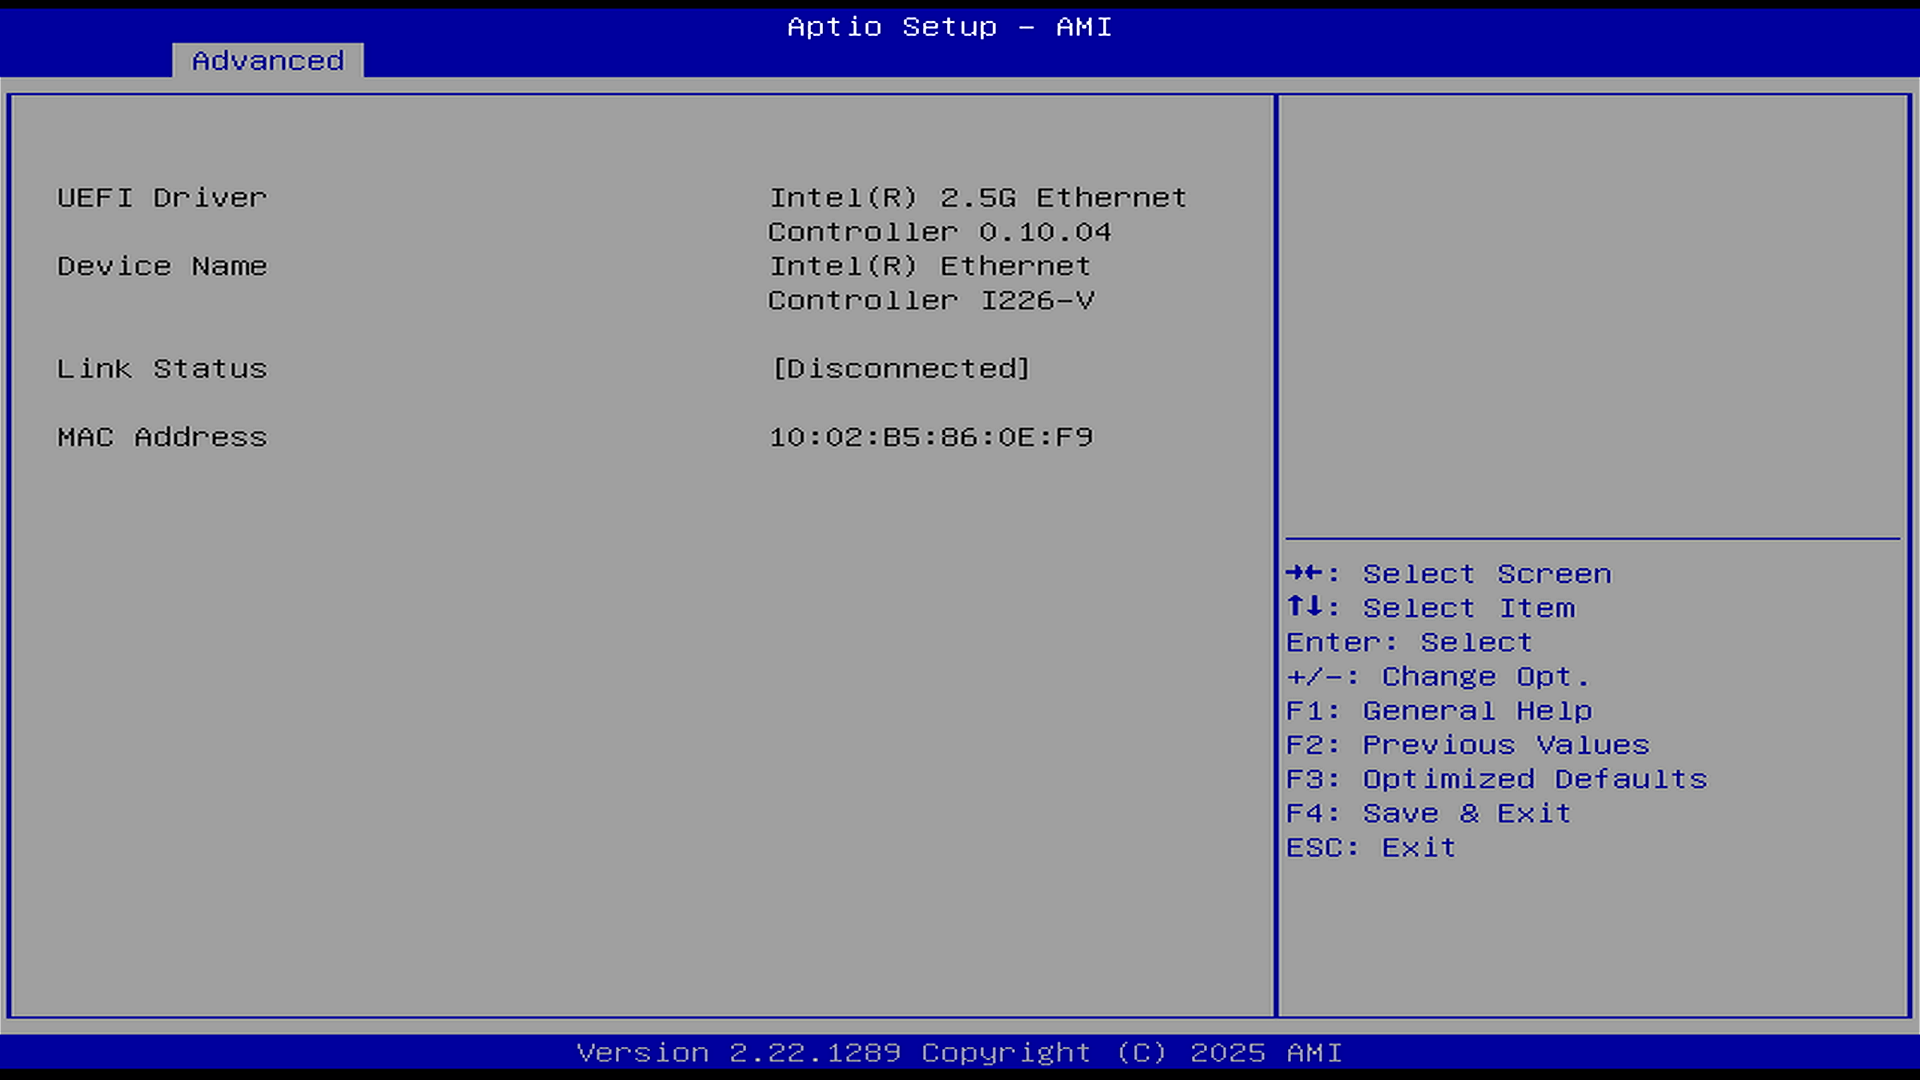 Aptio Setup – AMI
Advanced
UEFI Driver Intel(R) 2.5G Ethernet
Controller 0.10.04
Device Name Intel(R) Ethernet
Controller I226-V
Link Status [Disconnected]
MAC Address 10:02:B5:86:0E:F9
→←: Select Screen
↑↓: Select Item
Enter: Select
+/-: Change Opt.
F1: General Help
F2: Previous Values
F3: Optimized Defaults
F4: Save & Exit
ESC: Exit
Version 2.22.1289 Copyright (C) 2025 AMI